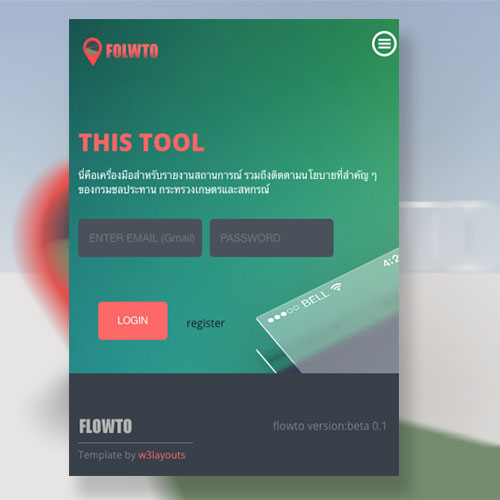 FOLWTO
THIS TOOL
นี่คือเครื่องมือสำหรับรายงานสถานการณ์ รวมถึงติดตามนโยบายที่สำคัญ ๆ
ของกรมชลประทาน กระทรวงเกษตรและสหกรณ์
ENTER EMAIL (Gmail) PASSWORD
LOGIN register
BELL 4:2
FLOWTO
flowto version:beta 0.1
Template by w3layouts